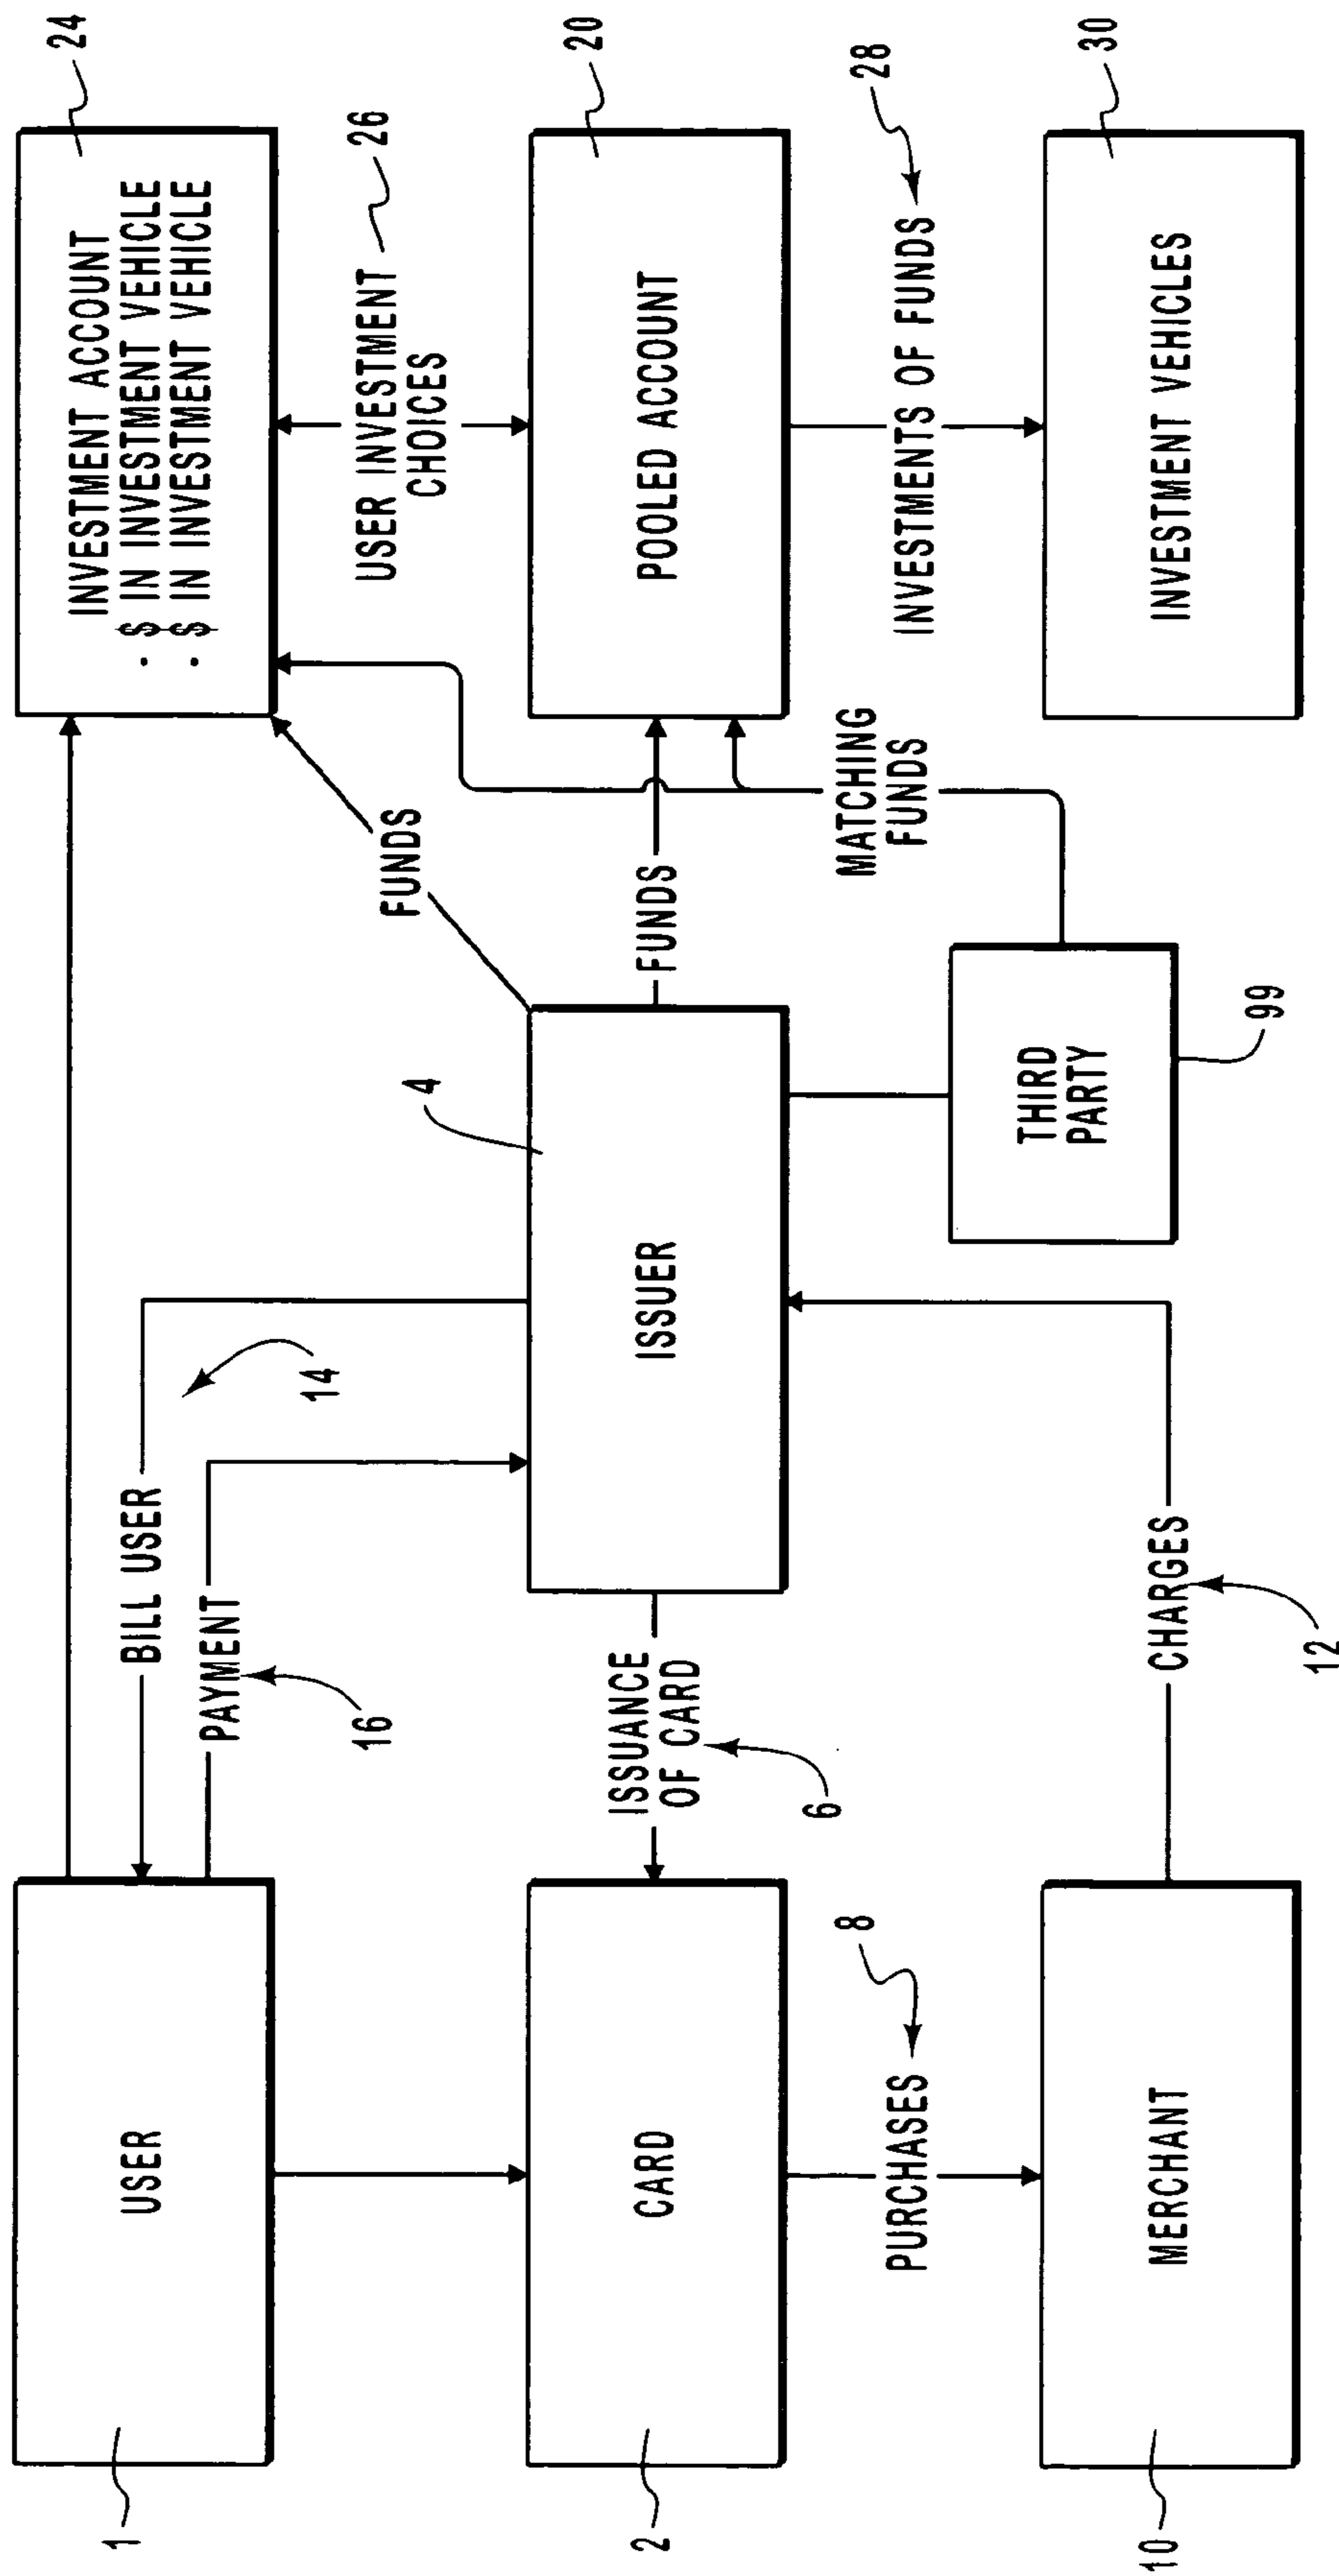 1
USER
BILL USER
14
PAYMENT
16
24
INVESTMENT ACCOUNT
· $ IN INVESTMENT VEHICLE
· $ IN INVESTMENT VEHICLE
FUNDS
USER INVESTMENT
CHOICES
26
2
CARD
ISSUANCE
OF CARD
6
4
ISSUER
FUNDS
POOLED ACCOUNT
20
PURCHASES
8
MATCHING
FUNDS
INVESTMENTS OF FUNDS
28
10
MERCHANT
CHARGES
12
THIRD
PARTY
99
INVESTMENT VEHICLES
30